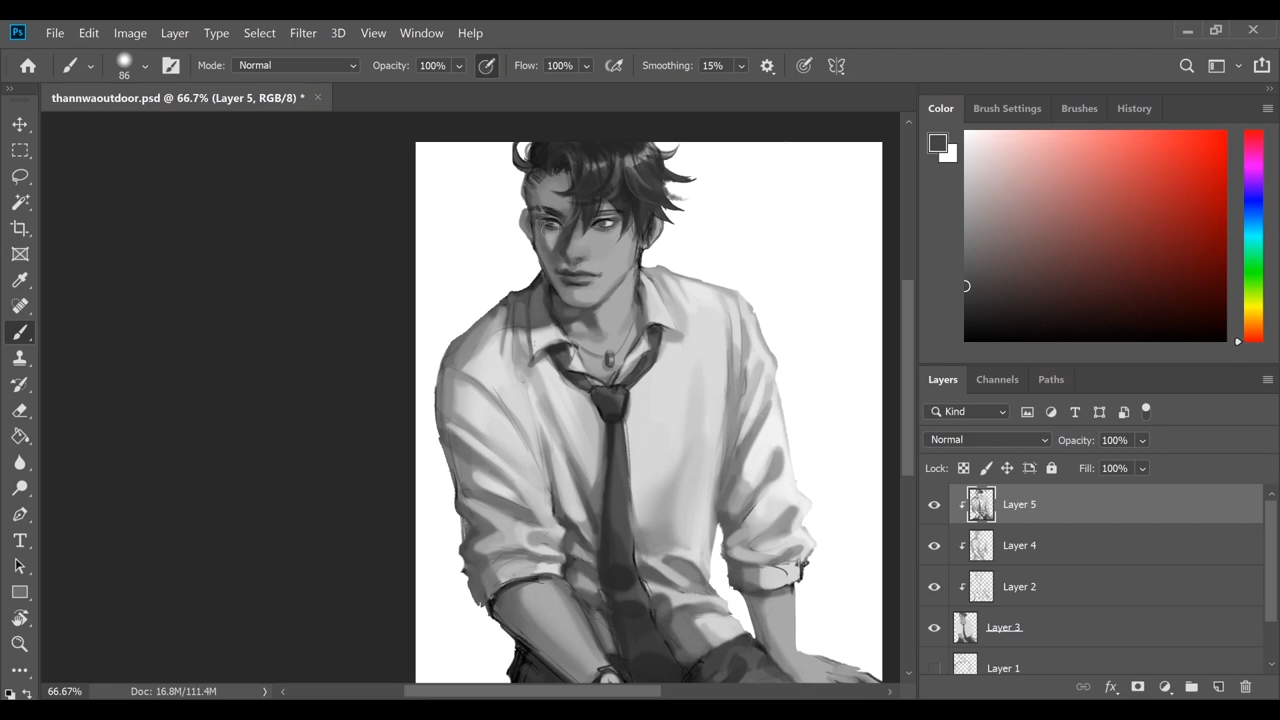 Ps File Edit Image Layer Type Select Filter 3D View Window Help
86 Mode: Normal Opacity: 100% Flow: 100% Smoothing: 15%
thannwaoutdoor.psd @ 66.7% (Layer 5, RGB/8) * ×
Color Brush Settings Brushes History
Layers Channels Paths
Kind
Normal Opacity: 100%
Lock: Fill: 100%
Layer 5
Layer 4
Layer 2
Layer 3
Layer 1
66.67% Doc: 16.8M/111.4M